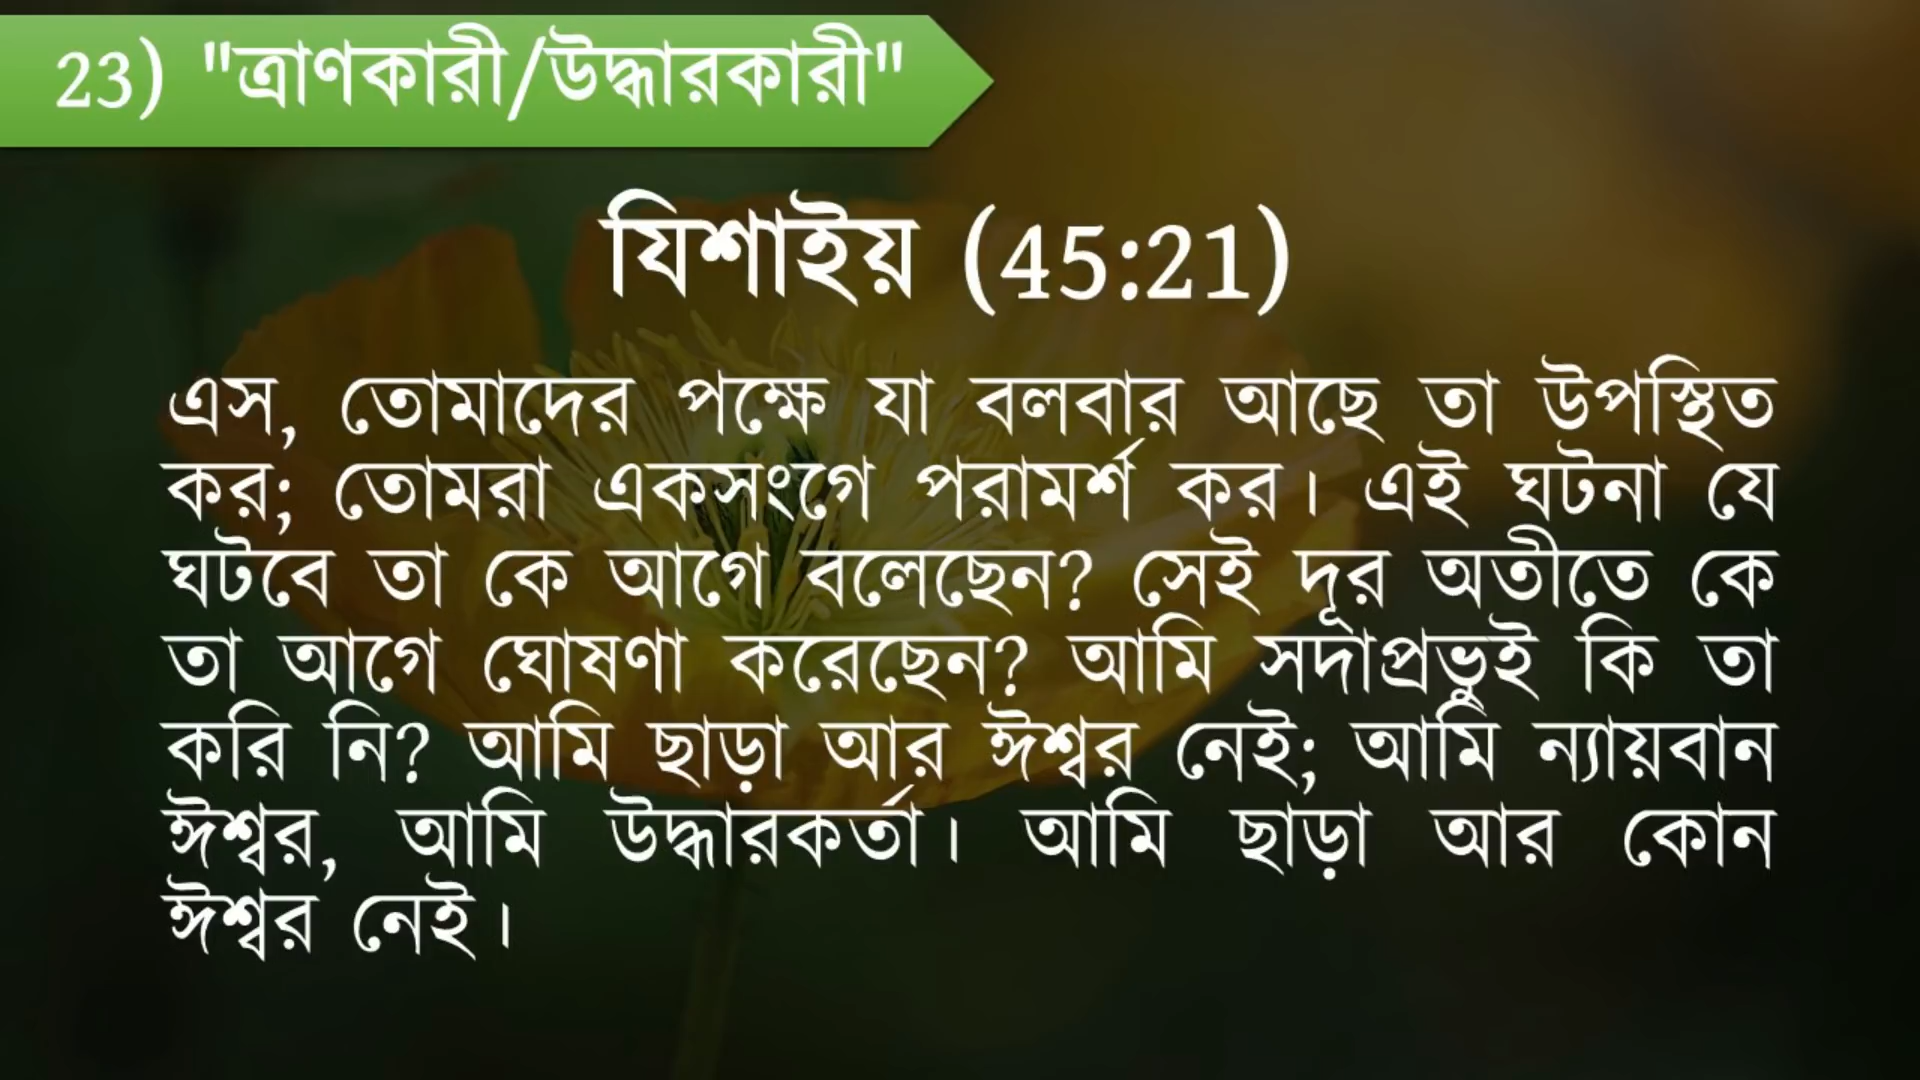 23) "ত্রাণকারী/উদ্ধারকারী"
যিশাইয় (45:21)
এস, তোমাদের পক্ষে যা বলবার আছে তা উপস্থিত
কর; তোমরা একসংগে পরামর্শ কর। এই ঘটনা যে
ঘটবে তা কে আগে বলেছেন? সেই দূর অতীতে কে
তা আগে ঘোষণা করেছেন? আমি সদাপ্রভুই কি তা
করি নি? আমি ছাড়া আর ঈশ্বর নেই; আমি ন্যায়বান
ঈশ্বর, আমি উদ্ধারকর্তা। আমি ছাড়া আর কোন
ঈশ্বর নেই।